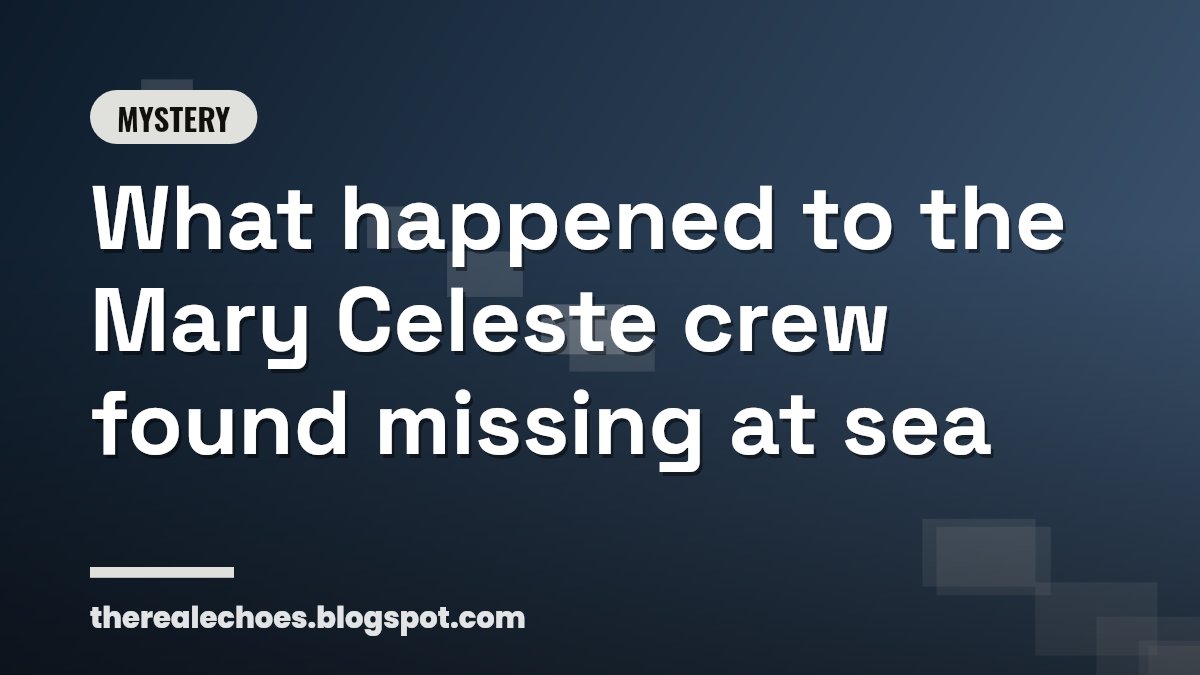 MYSTERY
What happened to the
Mary Celeste crew
found missing at sea
therealechoes.blogspot.com